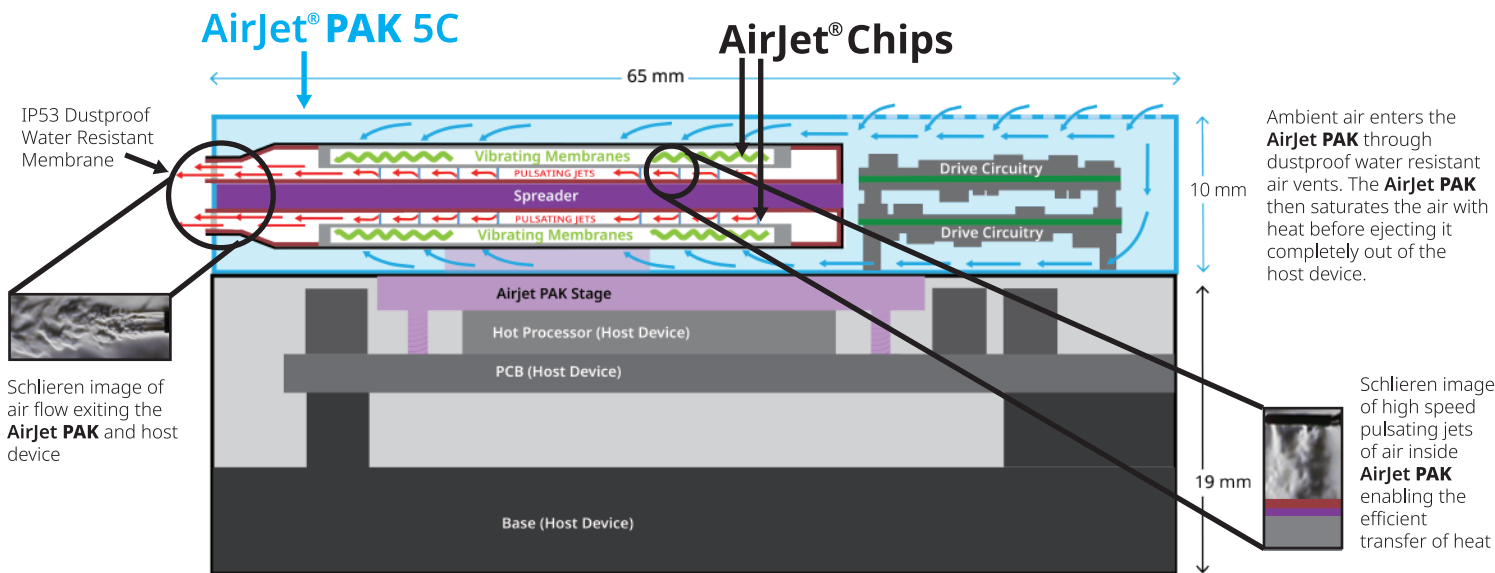 AirJet® PAK 5C
AirJet® Chips
65 mm
IP53 Dustproof
Water Resistant
Membrane
Vibrating Membranes
PULSATING JETS
Spreader
PULSATING JETS
Vibrating Membranes
Drive Circuitry
Drive Circuitry
10 mm
Ambient air enters the
AirJet PAK through
dustproof water resistant
air vents. The AirJet PAK
then saturates the air with
heat before ejecting it
completely out of the
host device.
Airjet PAK Stage
Hot Processor (Host Device)
PCB (Host Device)
Base (Host Device)
19 mm
Schlieren image of
air flow exiting the
AirJet PAK and host
device
Schlieren image
of high speed
pulsating jets
of air inside
AirJet PAK
enabling the
efficient
transfer of heat